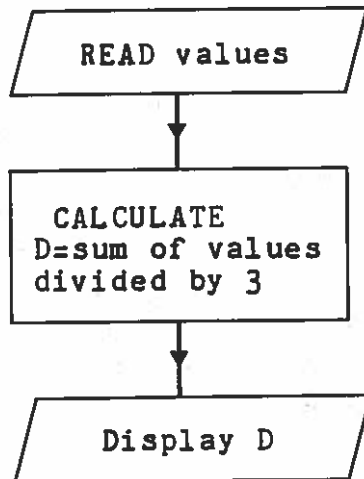 READ values
CALCULATE
D=sum of values
divided by 3
Display D